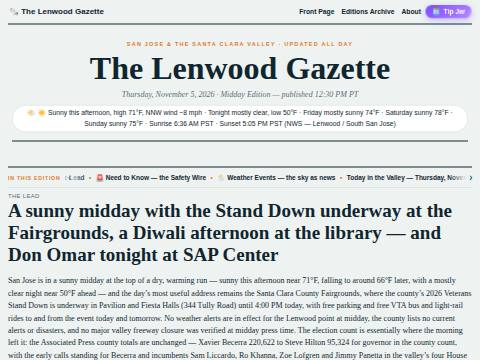 The Lenwood Gazette
Front Page Editions Archive About Tip Jar
SAN JOSE & THE SANTA CLARA VALLEY · UPDATED ALL DAY
The Lenwood Gazette
Thursday, November 5, 2026 · Midday Edition — published 12:30 PM PT
Sunny this afternoon, high 71°F, NNW wind ~8 mph · Tonight mostly clear, low 50°F · Friday mostly sunny 74°F · Saturday sunny 78°F ·
Sunday sunny 75°F · Sunrise 6:36 AM PST · Sunset 5:05 PM PST (NWS — Lenwood / South San Jose)
IN THIS EDITION Lead • 🚨 Need to Know — the Safety Wire • Weather Events — the sky as news • Today in the Valley — Thursday, Nove ›
THE LEAD
A sunny midday with the Stand Down underway at the
Fairgrounds, a Diwali afternoon at the library — and
Don Omar tonight at SAP Center
San Jose is in a sunny midday at the top of a dry, warming run — sunny this afternoon near 71°F, falling to around 66°F later, with a mostly
clear night near 50°F ahead — and the day's most useful address remains the Santa Clara County Fairgrounds, where the county's 2026 Veterans
Stand Down is underway in Pavilion and Fiesta Halls (344 Tully Road) until 4:00 PM today, with free parking and free VTA bus and light-rail
rides to and from the event today and tomorrow. No weather alerts are in effect for the Lenwood point at midday, the county lists no current
alerts or disasters, and no major valley freeway closure was verified at midday press time. The election count is essentially where the morning
left it: the Associated Press county totals are unchanged — Xavier Becerra 220,622 to Steve Hilton 95,324 for governor in the county count,
with the early calls standing for Becerra and incumbents Sam Liccardo, Ro Khanna, Zoe Lofgren and Jimmy Panetta in the valley's four House